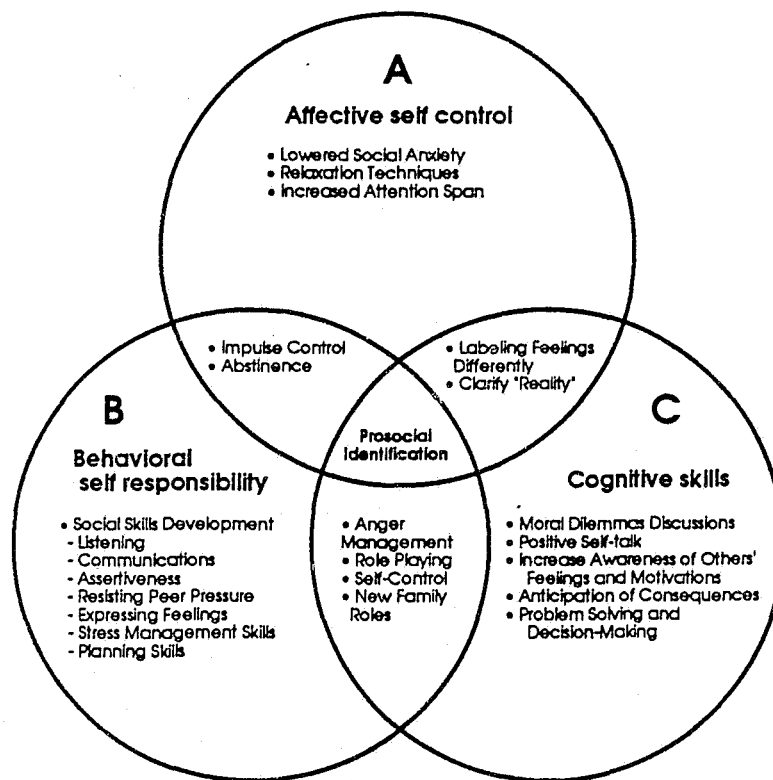 A
Affective self control
• Lowered Social Anxiety
• Relaxation Techniques
• Increased Attention Span
• Impulse Control
• Abstinence
• Labeling Feelings
Differently
• Clarify "Reality"
Prosocial
Identification
B
Behavioral
self responsibility
• Social Skills Development
- Listening
- Communications
- Assertiveness
- Resisting Peer Pressure
- Expressing Feelings
- Stress Management Skills
- Planning Skills
• Anger
Management
• Role Playing
• Self-Control
• New Family
Roles
C
Cognitive skills
• Moral Dilemmas Discussions
• Positive Self-talk
• Increase Awareness of Others'
Feelings and Motivations
• Anticipation of Consequences
• Problem Solving and
Decision-Making